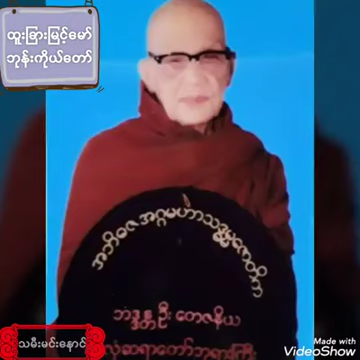 ထူးခြားမြင့်မော်
ဘုန်းကိုယ်တော်
အဘိဓဇအဂ္ဂမဟာသဒ္ဓမ္မဇောတိက
ဘဒ္ဒန္တဦး တေဇနိယ
သမီးမင်းနှောင်
Made with
VideoShow